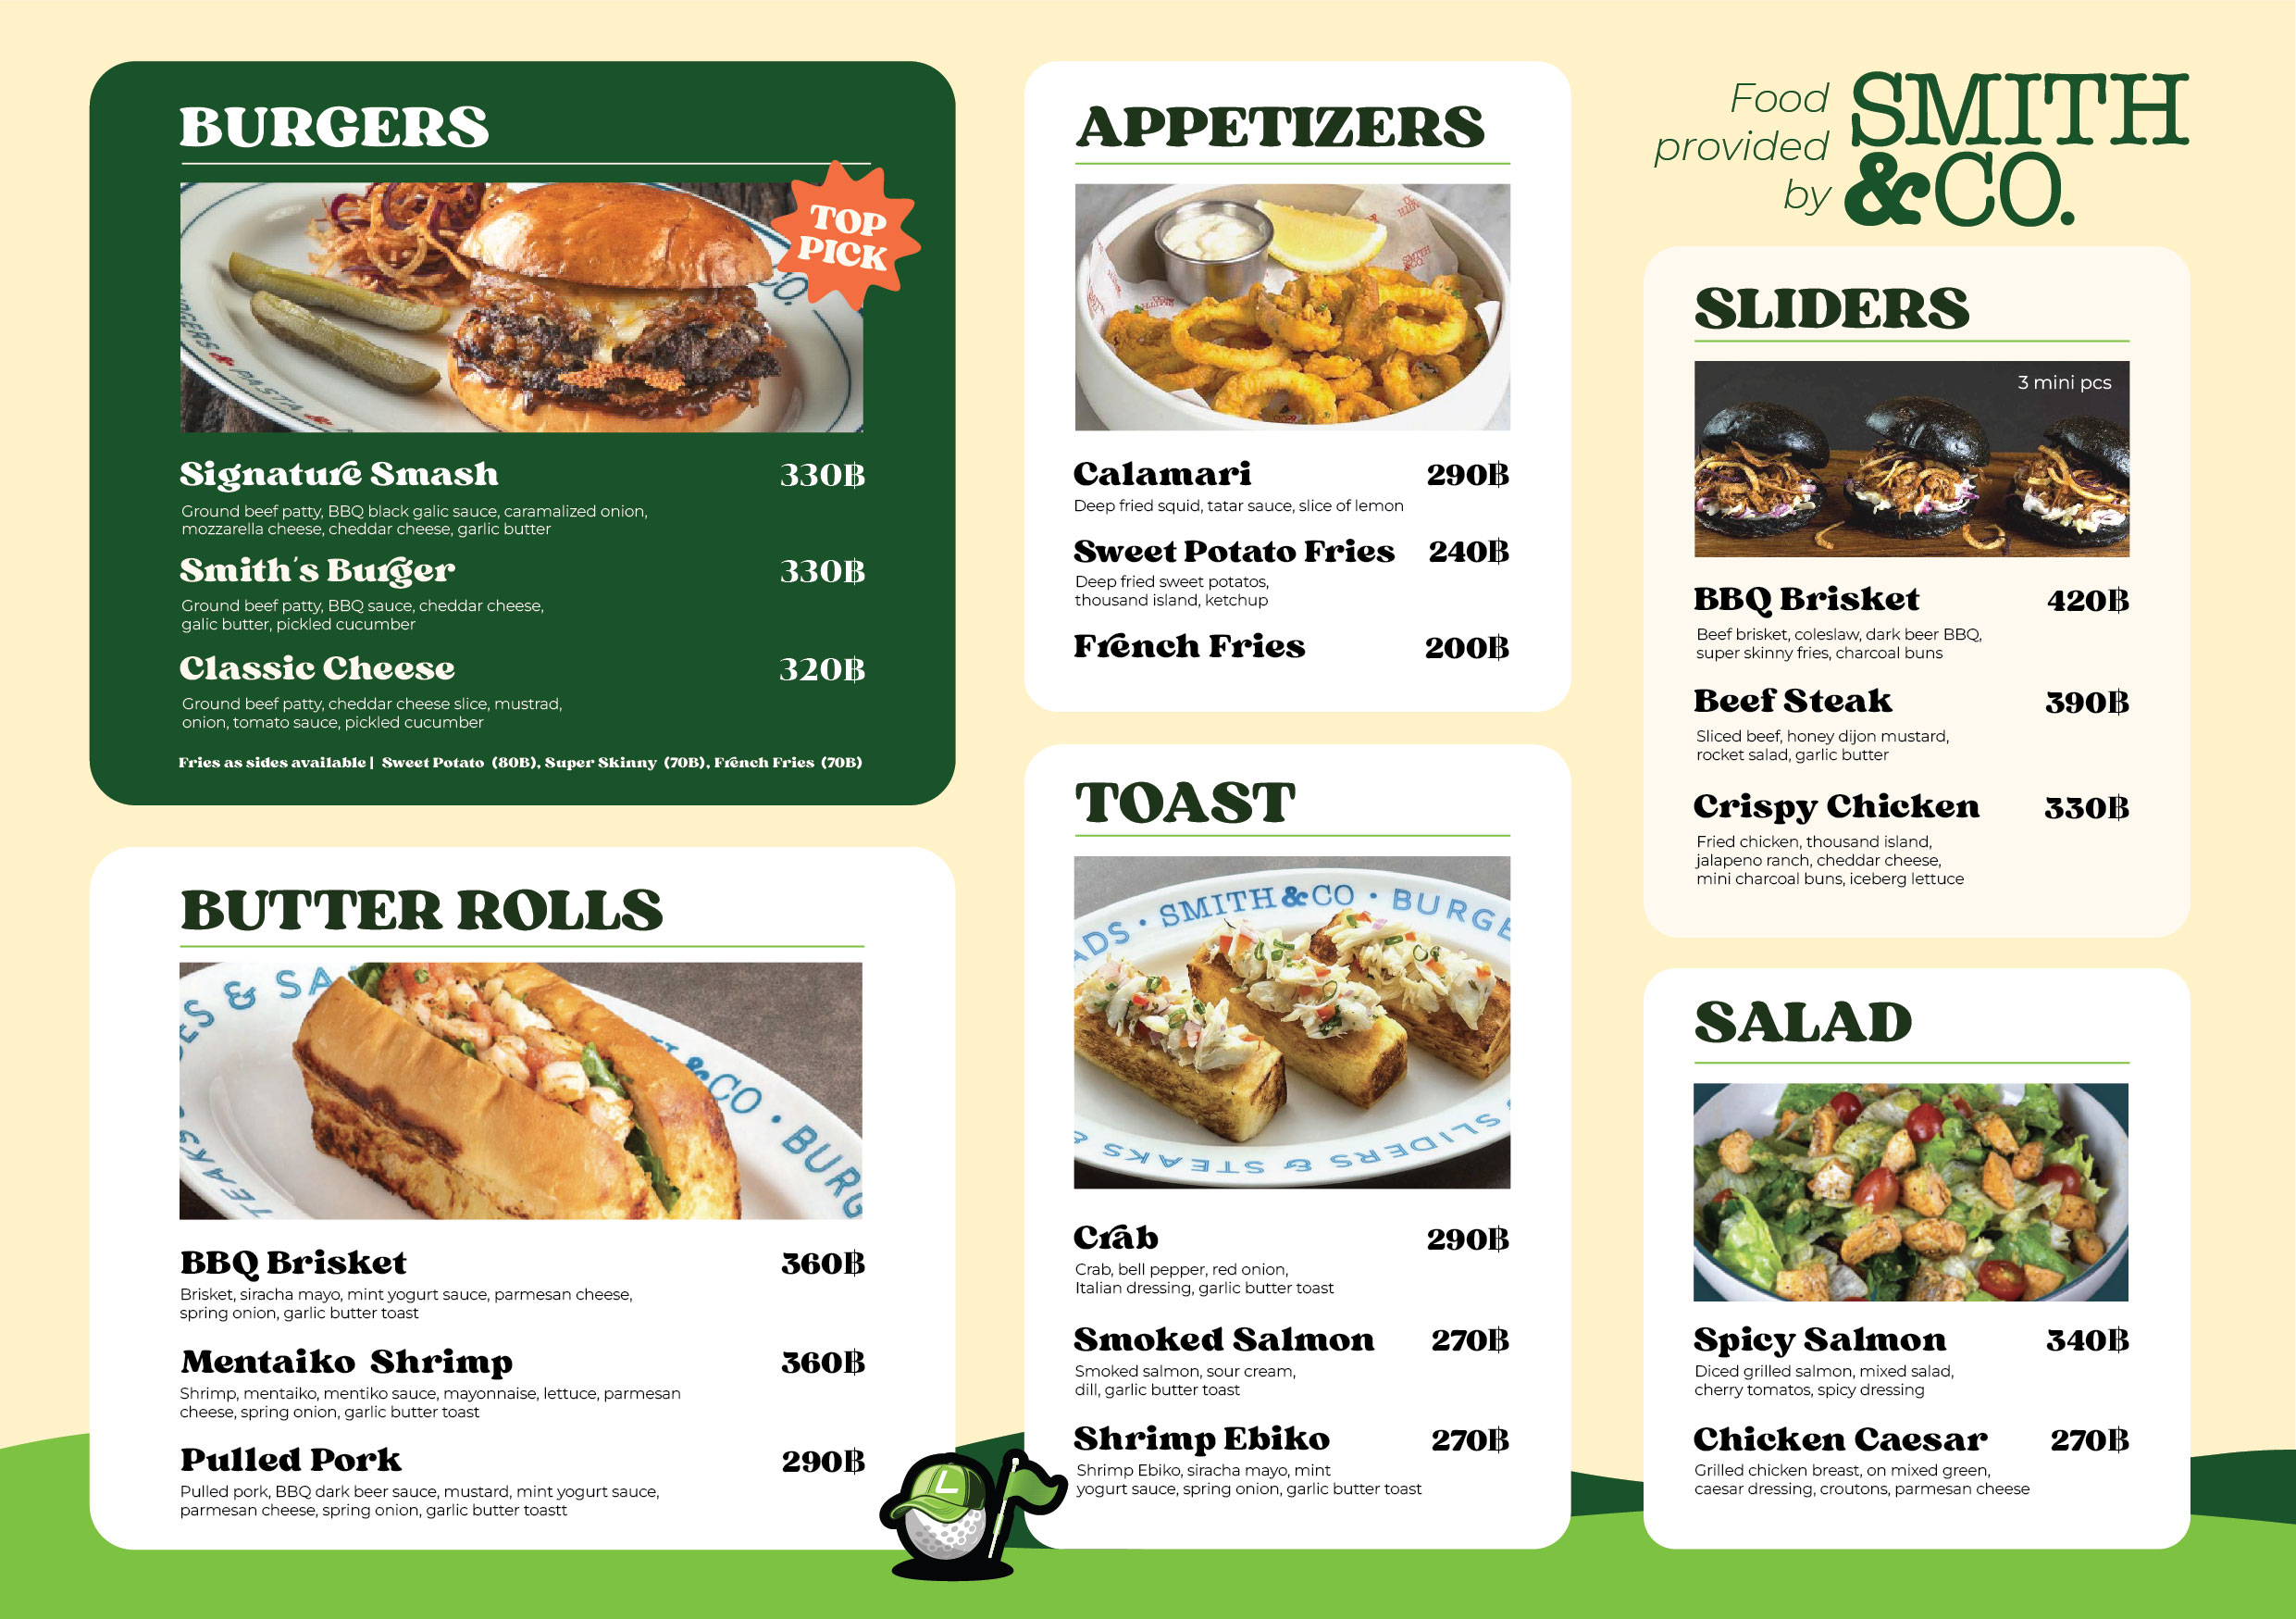 BURGERS
TOP
PICK
Signature Smash 330฿
Ground beef patty, BBQ black galic sauce, caramalized onion,
mozzarella cheese, cheddar cheese, garlic butter
Smith's Burger 330฿
Ground beef patty, BBQ sauce, cheddar cheese,
galic butter, pickled cucumber
Classic Cheese 320฿
Ground beef patty, cheddar cheese slice, mustrad,
onion, tomato sauce, pickled cucumber
Fries as sides available | Sweet Potato (80B), Super Skinny (70B), French Fries (70B)
BUTTER ROLLS
ES & SA
&CO • BURG
TEAKS
BBQ Brisket 360฿
Brisket, siracha mayo, mint yogurt sauce, parmesan cheese,
spring onion, garlic butter toast
Mentaiko Shrimp 360฿
Shrimp, mentaiko, mentiko sauce, mayonnaise, lettuce, parmesan
cheese, spring onion, garlic butter toast
Pulled Pork 290฿
Pulled pork, BBQ dark beer sauce, mustard, mint yogurt sauce,
parmesan cheese, spring onion, garlic butter toastt
L
APPETIZERS
Calamari 290฿
Deep fried squid, tatar sauce, slice of lemon
Sweet Potato Fries 240฿
Deep fried sweet potatos,
thousand island, ketchup
French Fries 200฿
TOAST
ADS • SMITH&CO • BURGE
SLIDERS & STEAKS &
Crab 290฿
Crab, bell pepper, red onion,
Italian dressing, garlic butter toast
Smoked Salmon 270฿
Smoked salmon, sour cream,
dill, garlic butter toast
Shrimp Ebiko 270฿
Shrimp Ebiko, siracha mayo, mint
yogurt sauce, spring onion, garlic butter toast
Food
provided
by
SMITH
&CO.
SLIDERS
3 mini pcs
BBQ Brisket 420฿
Beef brisket, coleslaw, dark beer BBQ,
super skinny fries, charcoal buns
Beef Steak 390฿
Sliced beef, honey dijon mustard,
rocket salad, garlic butter
Crispy Chicken 330฿
Fried chicken, thousand island,
jalapeno ranch, cheddar cheese,
mini charcoal buns, iceberg lettuce
SALAD
Spicy Salmon 340฿
Diced grilled salmon, mixed salad,
cherry tomatos, spicy dressing
Chicken Caesar 270฿
Grilled chicken breast, on mixed green,
caesar dressing, croutons, parmesan cheese